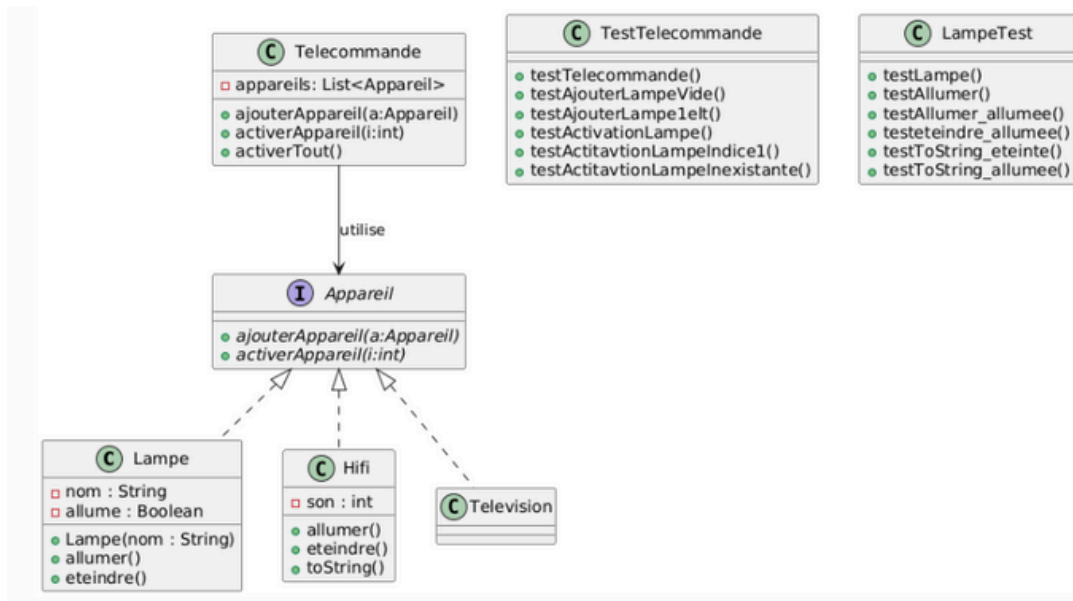 C Telecommande
appareils: List<Appareil>
ajouterAppareil(a:Appareil)
activerAppareil(i:int)
activerTout()
C TestTelecommande
testTelecommande()
testAjouterLampeVide()
testAjouterLampe1elt()
testActivationLampe()
testActitavtionLampeIndice1()
testActitavtionLampeInexistante()
C LampeTest
testLampe()
testAllumer()
testAllumer_allumee()
testeteindre_allumee()
testToString_eteinte()
testToString_allumee()
utilise
I Appareil
ajouterAppareil(a:Appareil)
activerAppareil(i:int)
C Lampe
nom : String
allume : Boolean
Lampe(nom : String)
allumer()
eteindre()
C Hifi
son : int
allumer()
eteindre()
toString()
C Television